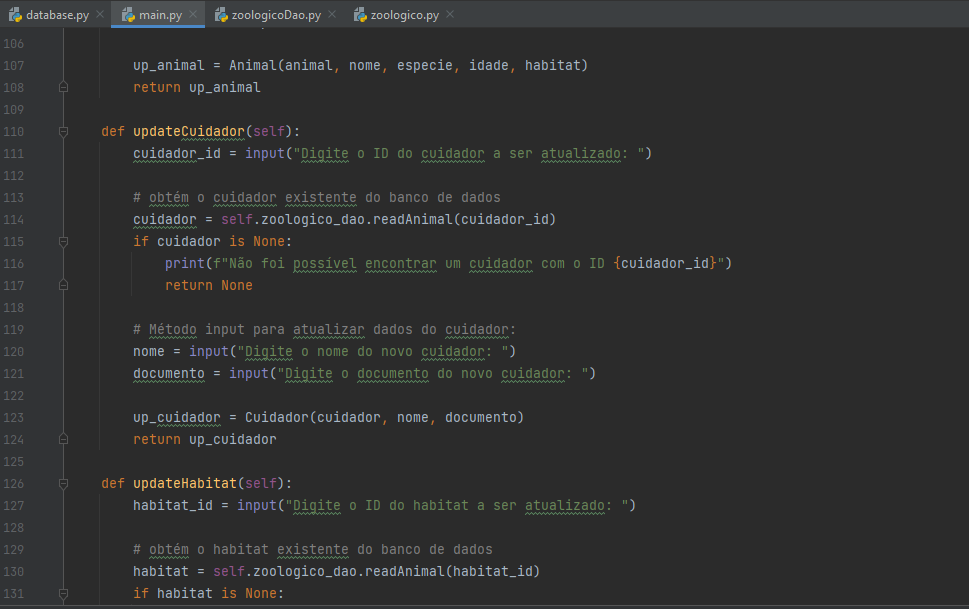 database.py × main.py × zoologicoDao.py × zoologico.py ×
106
107 up_animal = Animal(animal, nome, especie, idade, habitat)
108 return up_animal
109
110 def updateCuidador(self):
111 cuidador_id = input("Digite o ID do cuidador a ser atualizado: ")
112
113 # obtém o cuidador existente do banco de dados
114 cuidador = self.zoologico_dao.readAnimal(cuidador_id)
115 if cuidador is None:
116 print(f"Não foi possível encontrar um cuidador com o ID {cuidador_id}")
117 return None
118
119 # Método input para atualizar dados do cuidador:
120 nome = input("Digite o nome do novo cuidador: ")
121 documento = input("Digite o documento do novo cuidador: ")
122
123 up_cuidador = Cuidador(cuidador, nome, documento)
124 return up_cuidador
125
126 def updateHabitat(self):
127 habitat_id = input("Digite o ID do habitat a ser atualizado: ")
128
129 # obtém o habitat existente do banco de dados
130 habitat = self.zoologico_dao.readAnimal(habitat_id)
131 if habitat is None: